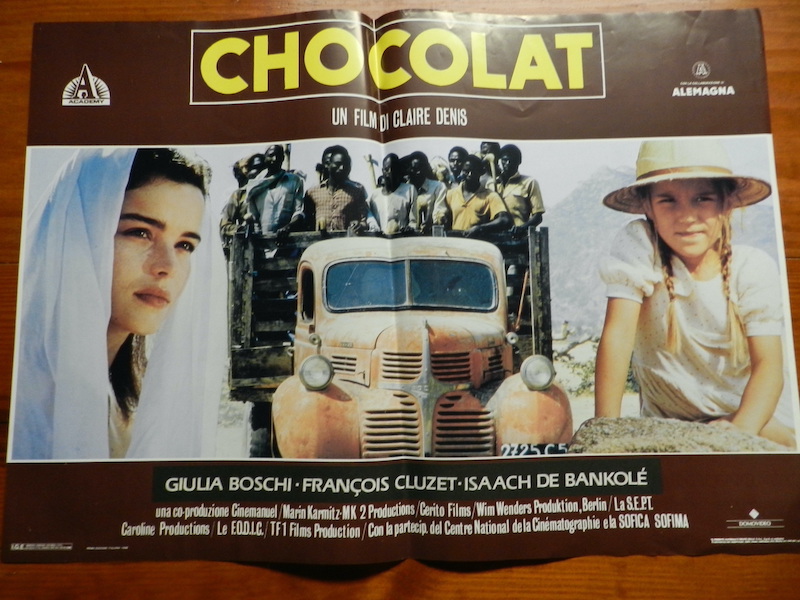 CHOCOLAT
ACADEMY
ALEMAGNA
UN FILM DI CLAIRE DENIS
2725 C5
GIULIA BOSCHI · FRANÇOIS CLUZET · ISAACH DE BANKOLÉ
una co-produzione Cinemanuel / Marin Karmitz-MK 2 Productions / Cerito Films / Wim Wenders Produktion, Berlin / La S.E.P.T.
Caroline Productions / Le F.O.D.I.C. / TF1 Films Production / Con la partecip. del Centre National de la Cinématographie e la SOFICA SOFIMA
DOMOVIDEO